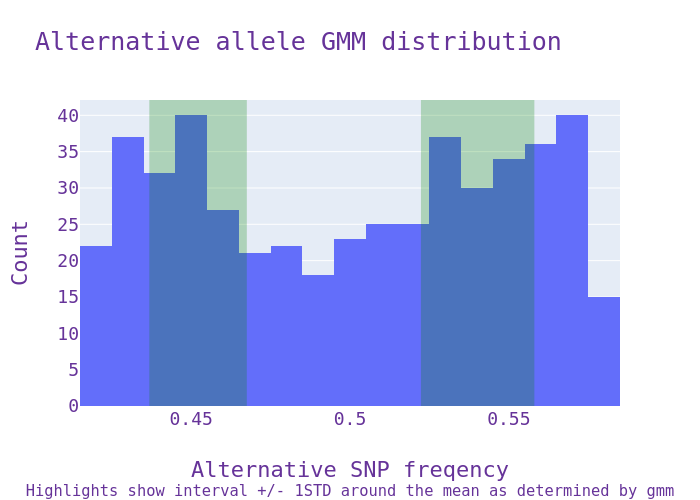 Alternative allele GMM distribution
40
35
30
25
20
15
10
5
0
Count
0.45 0.5 0.55
Alternative SNP freqency
Highlights show interval +/- 1STD around the mean as determined by gmm